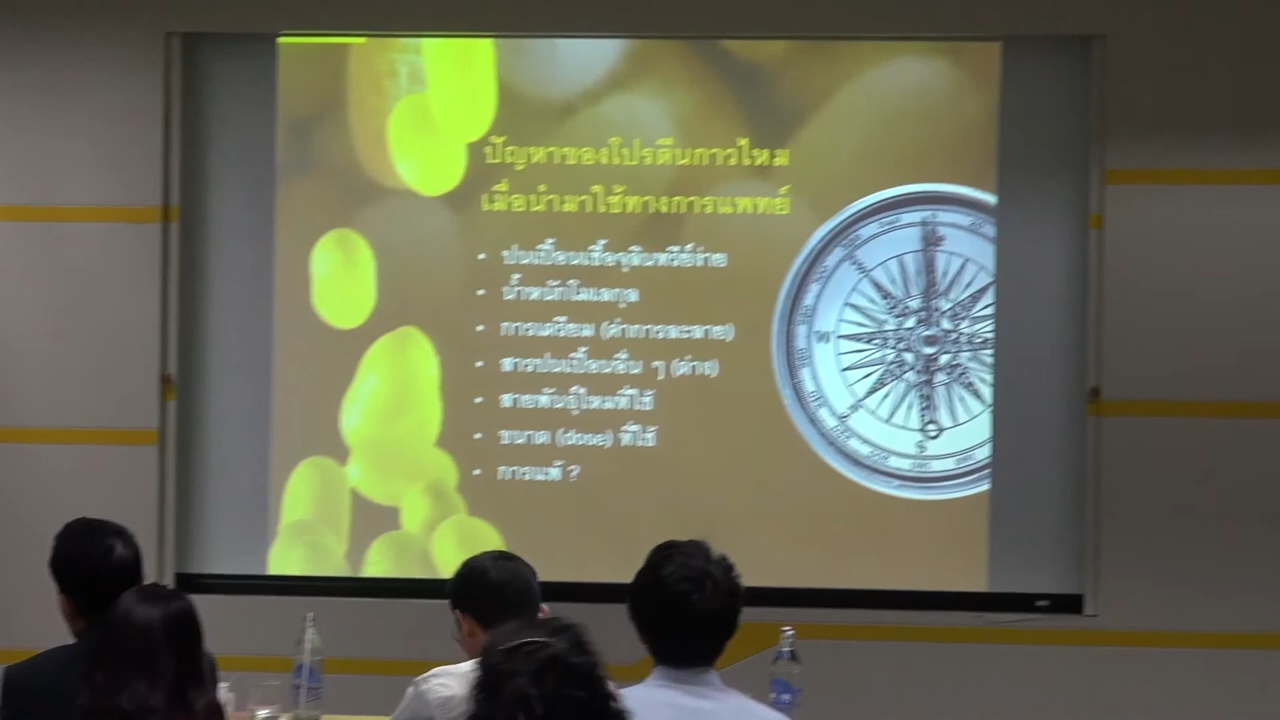 ปัญหาของโปรตีนกาวไหม
เมื่อนำมาใช้ทางการแพทย์
• ปนเปื้อนเชื้อจุลินทรีย์ง่าย
• น้ำหนักโมเลกุล
• การเตรียม (ค่าการละลาย)
• สารปนเปื้อนอื่น ๆ (ด่าง)
• สายพันธุ์ไหมที่ใช้
• ขนาด (dose) ที่ใช้
• การแพ้ ?
W
S